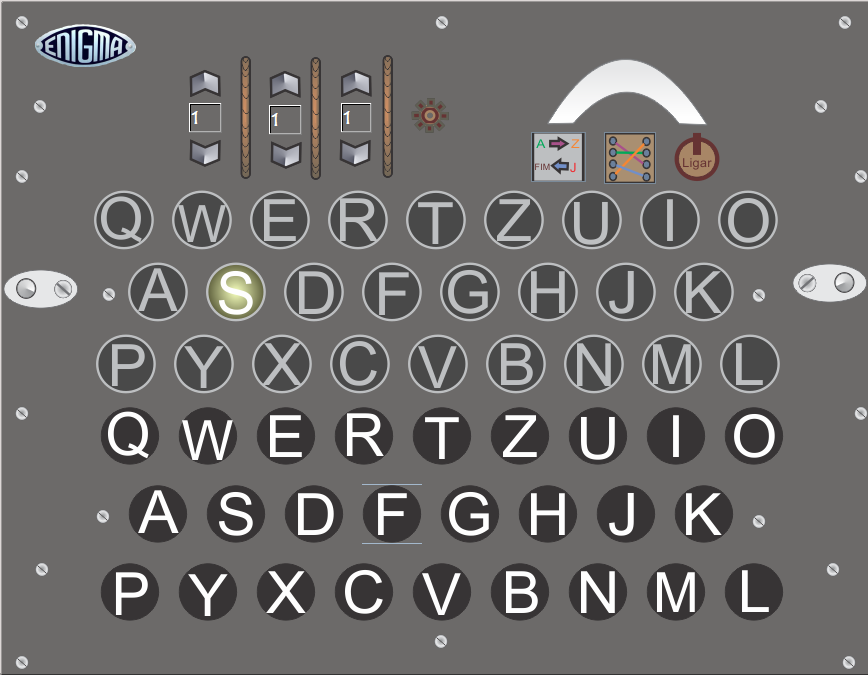 ENIGMA
1 1 1
A Z
FIM J
Ligar
Q W E R T Z U I O
A S D F G H J K
P Y X C V B N M L
Q W E R T Z U I O
A S D F G H J K
P Y X C V B N M L